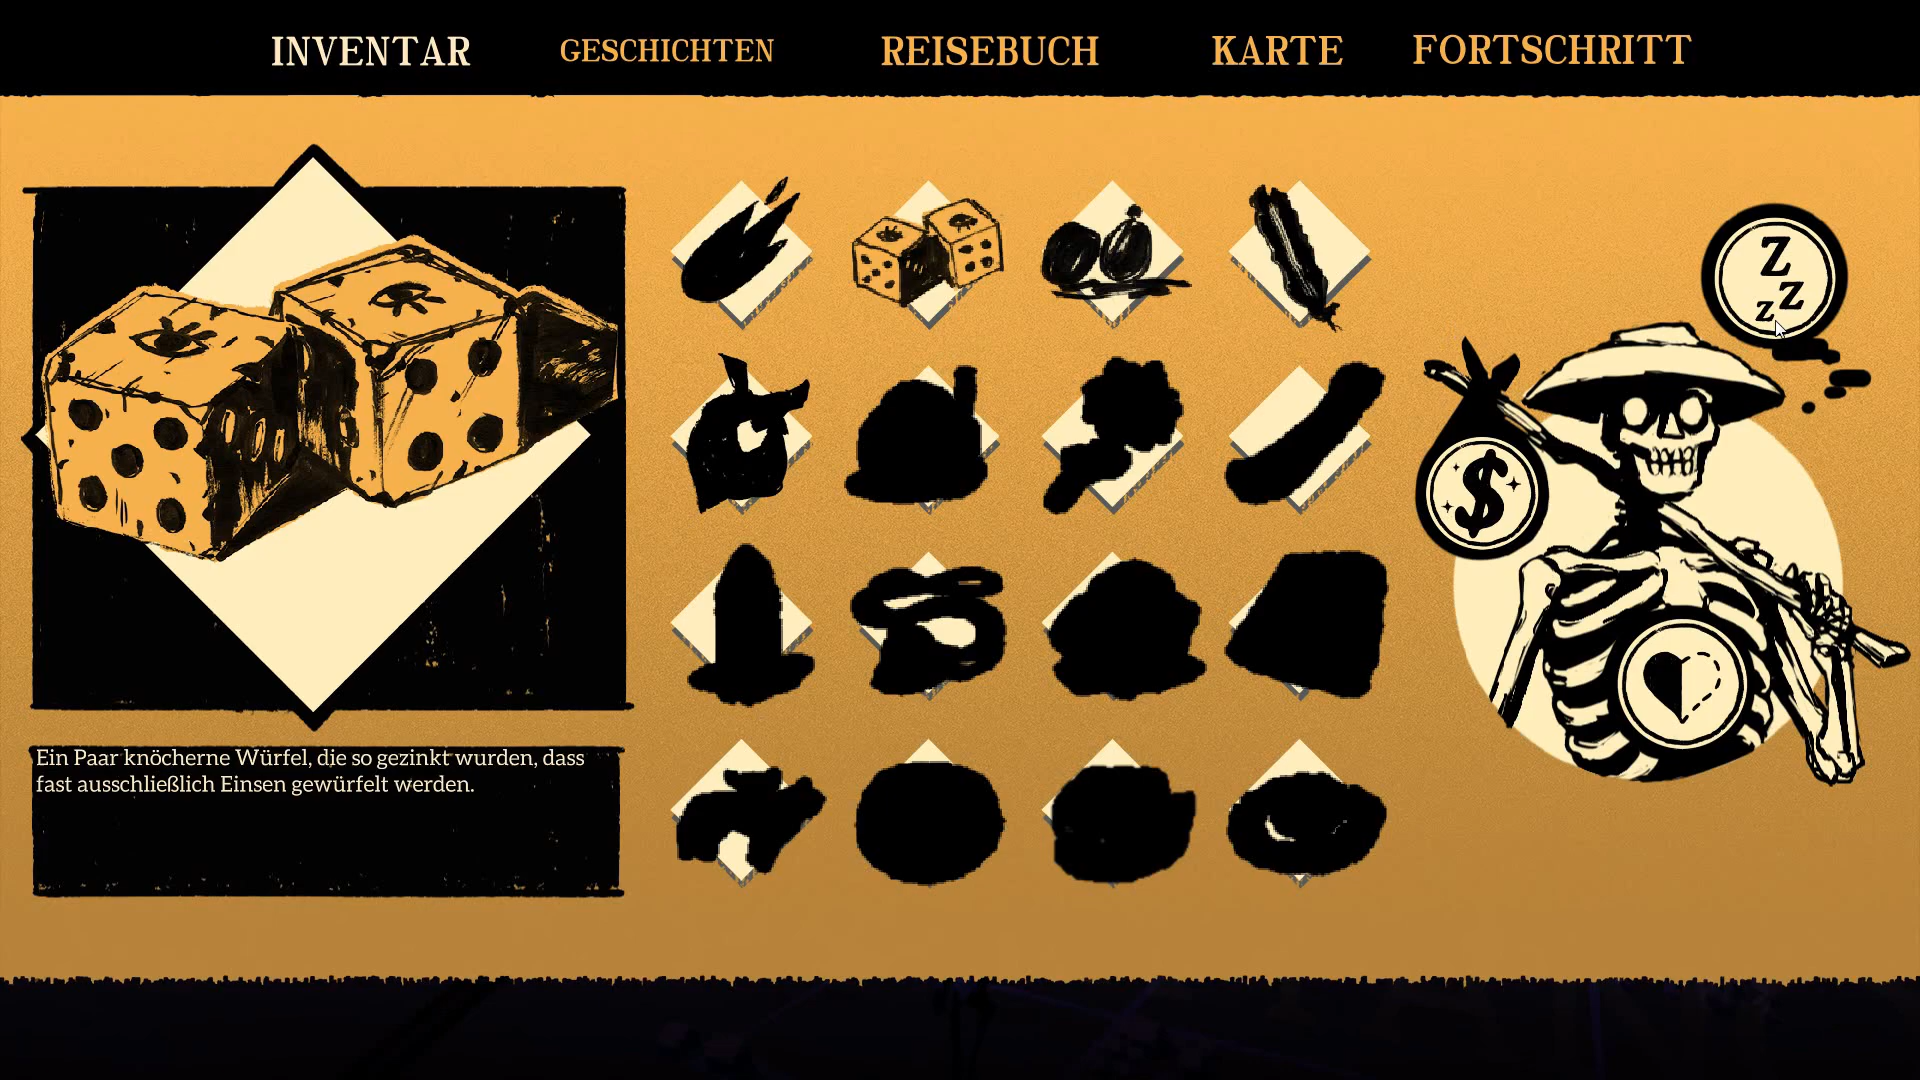 INVENTAR
GESCHICHTEN
REISEBUCH
KARTE
FORTSCHRITT
Z
Z
Z
$
Ein Paar knöcherne Würfel, die so gezinkt wurden, dass
fast ausschließlich Einsen gewürfelt werden.